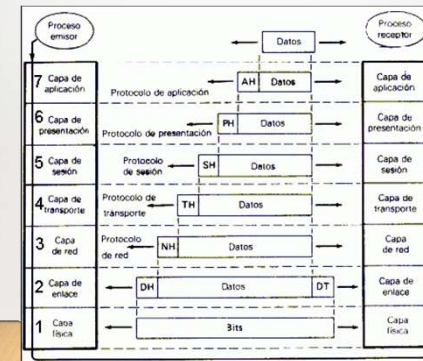 Proceso
emisor
Datos
Proceso
receptor
7 Capa de
aplicación
Protocolo de aplicación
AH Datos
Capa de
aplicación
6 Capa de
presentación
Protocolo de presentación
PH Datos
Capa de
presentación
5 Capa de
sesión
Protocolo
de sesión
SH Datos
Capa de
sesión
4 Capa de
transporte
Protocolo de
transporte
TH Datos
Capa de
transporte
3 Capa
de red
Protocolo
de red
NH Datos
Capa
de red
2 Capa de
enlace
DH Datos DT
Capa de
enlace
1 Capa
física
Bits
Capa
física